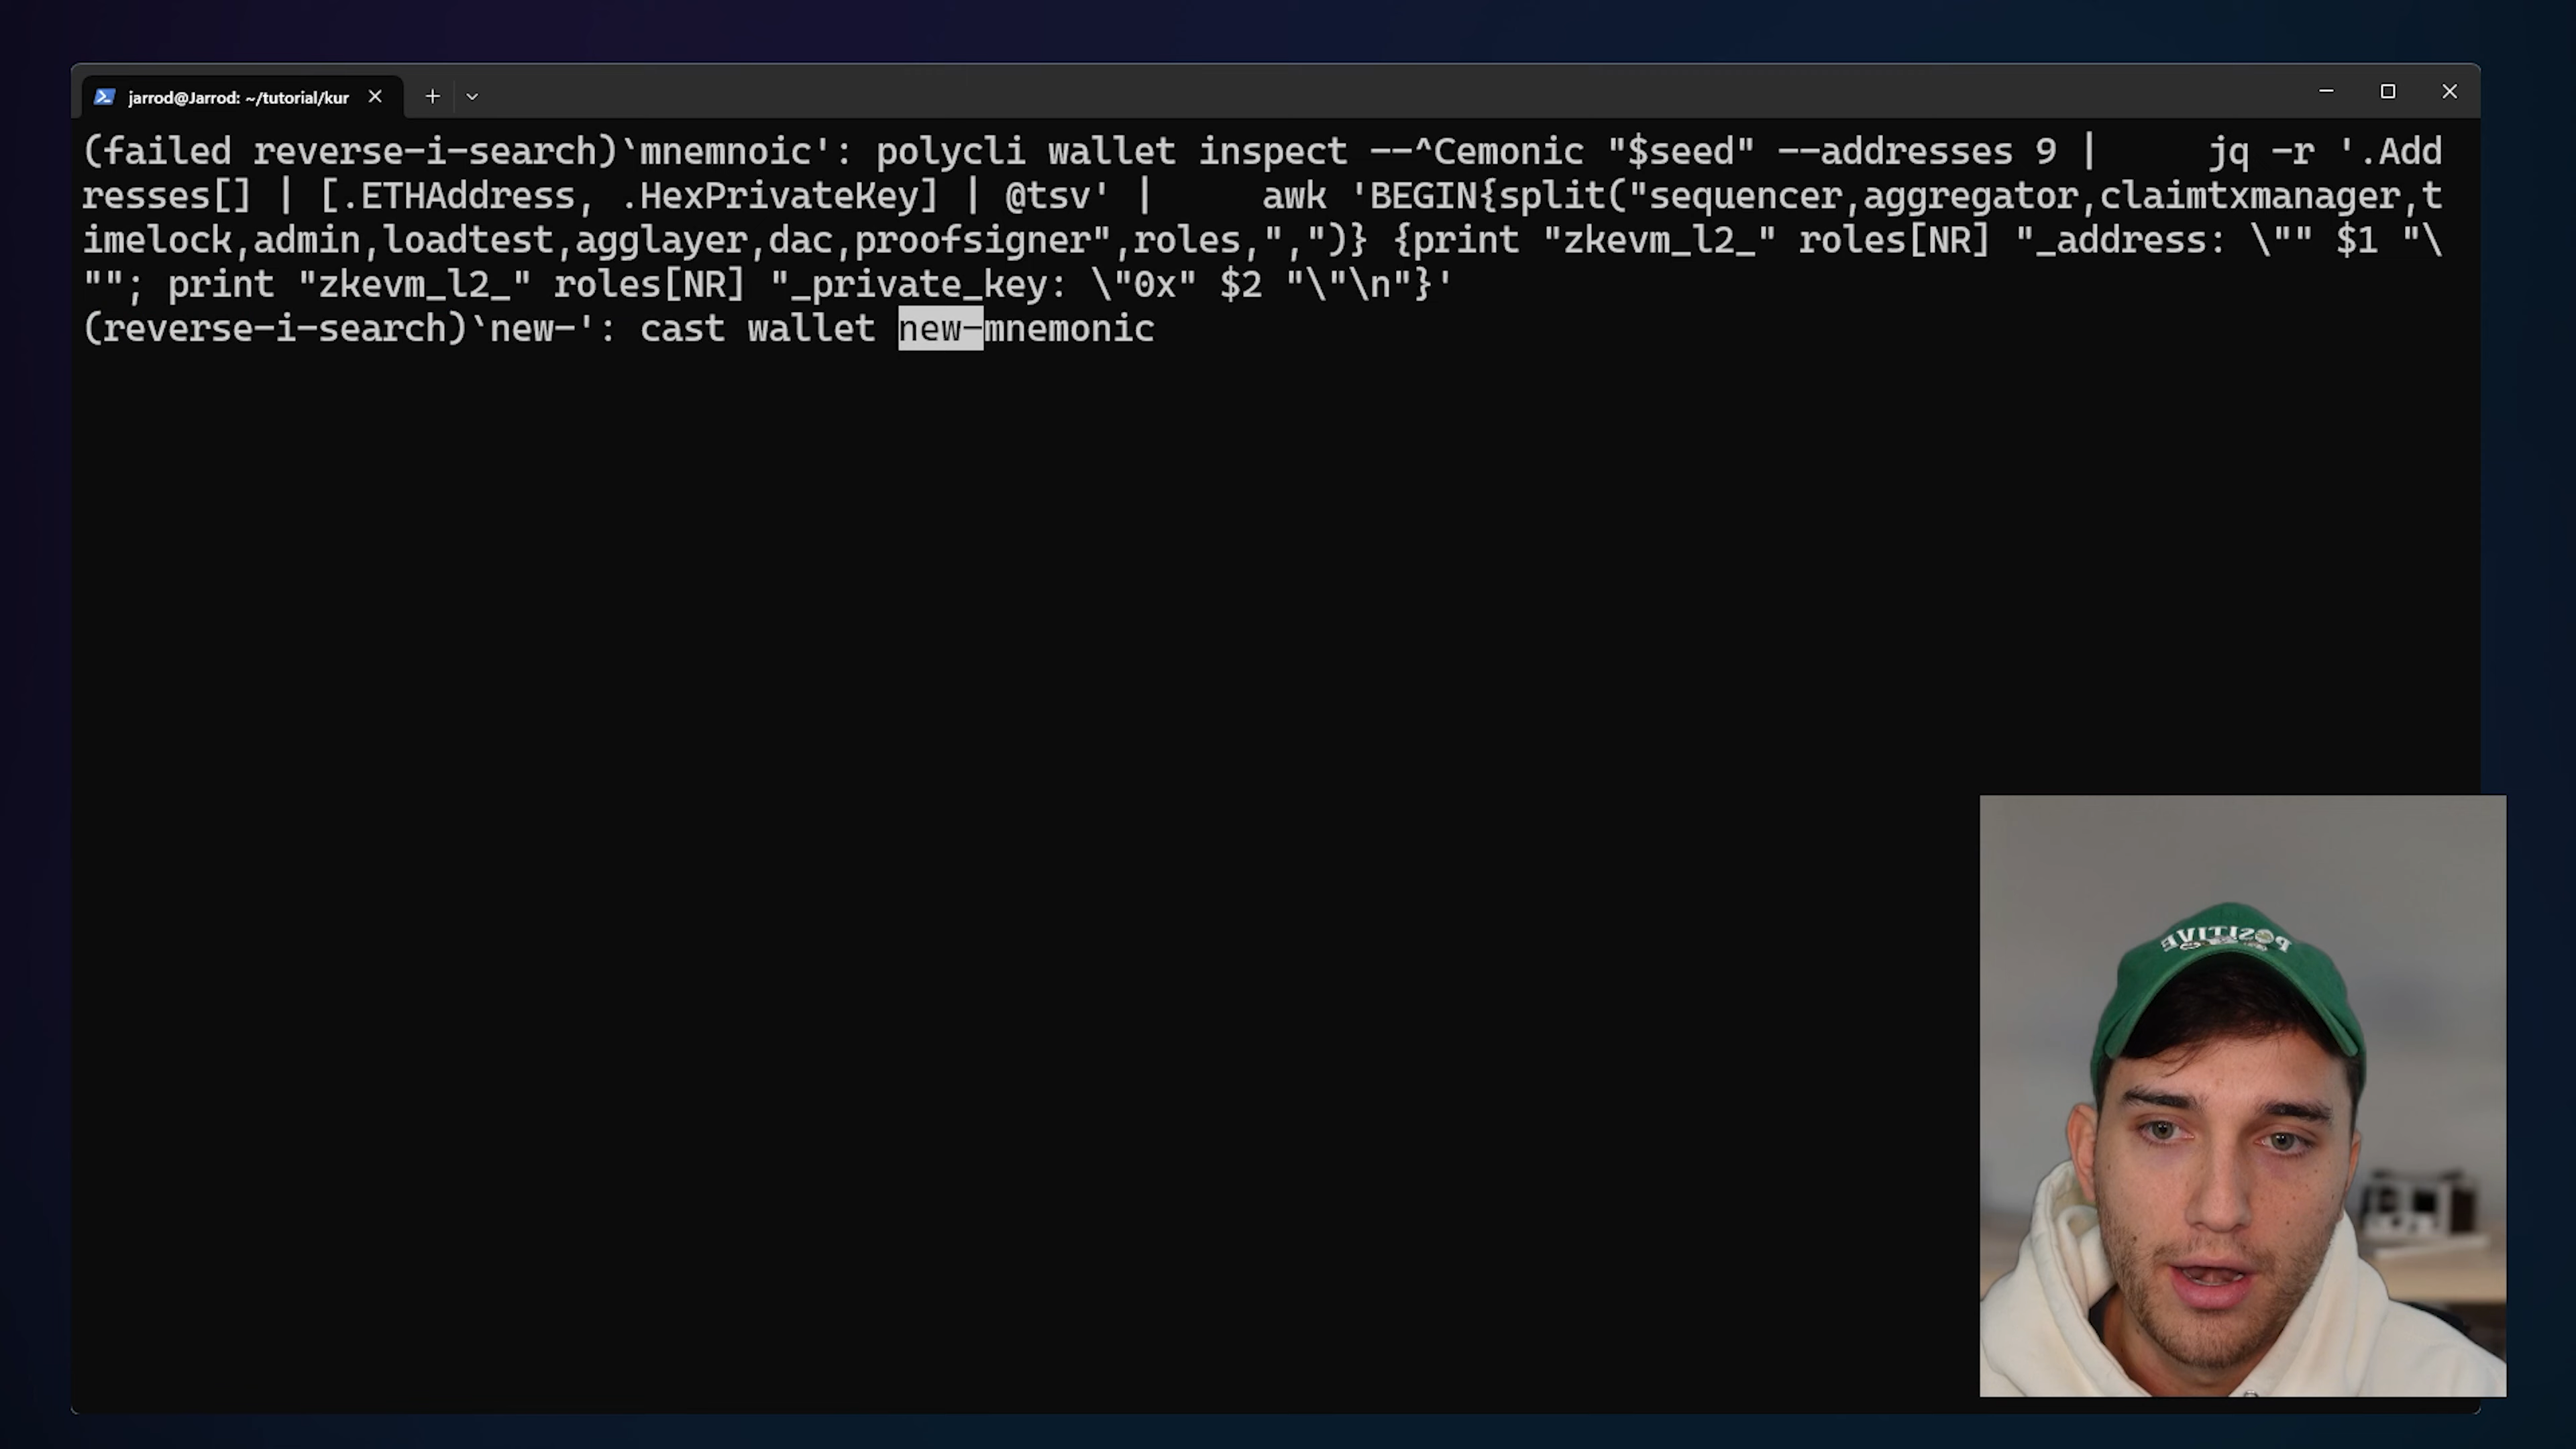 jarrod@Jarrod: ~/tutorial/kur
(failed reverse-i-search)`mnemnoic': polycli wallet inspect --^Cemonic "$seed" --addresses 9 |     jq -r '.Add
resses[] | [.ETHAddress, .HexPrivateKey] | @tsv' |     awk 'BEGIN{split("sequencer,aggregator,claimtxmanager,t
imelock,admin,loadtest,agglayer,dac,proofsigner",roles,",")} {print "zkevm_l2_" roles[NR] "_address: \"" $1 "\
""; print "zkevm_l2_" roles[NR] "_private_key: \"0x" $2 "\"\n"}'
(reverse-i-search)`new-': cast wallet new-mnemonic
POSITIVE